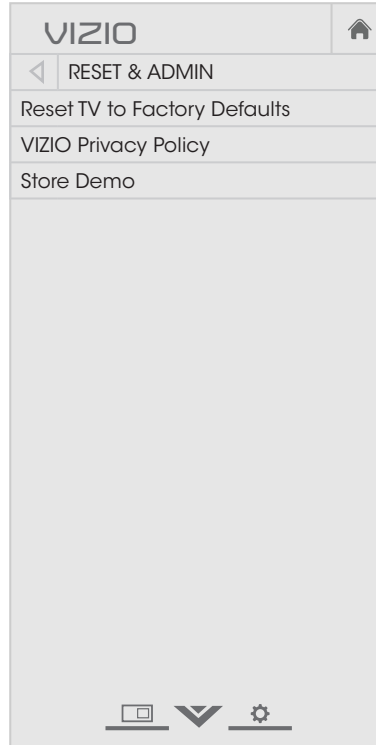 VIZIO
RESET & ADMIN
Reset TV to Factory Defaults
VIZIO Privacy Policy
Store Demo